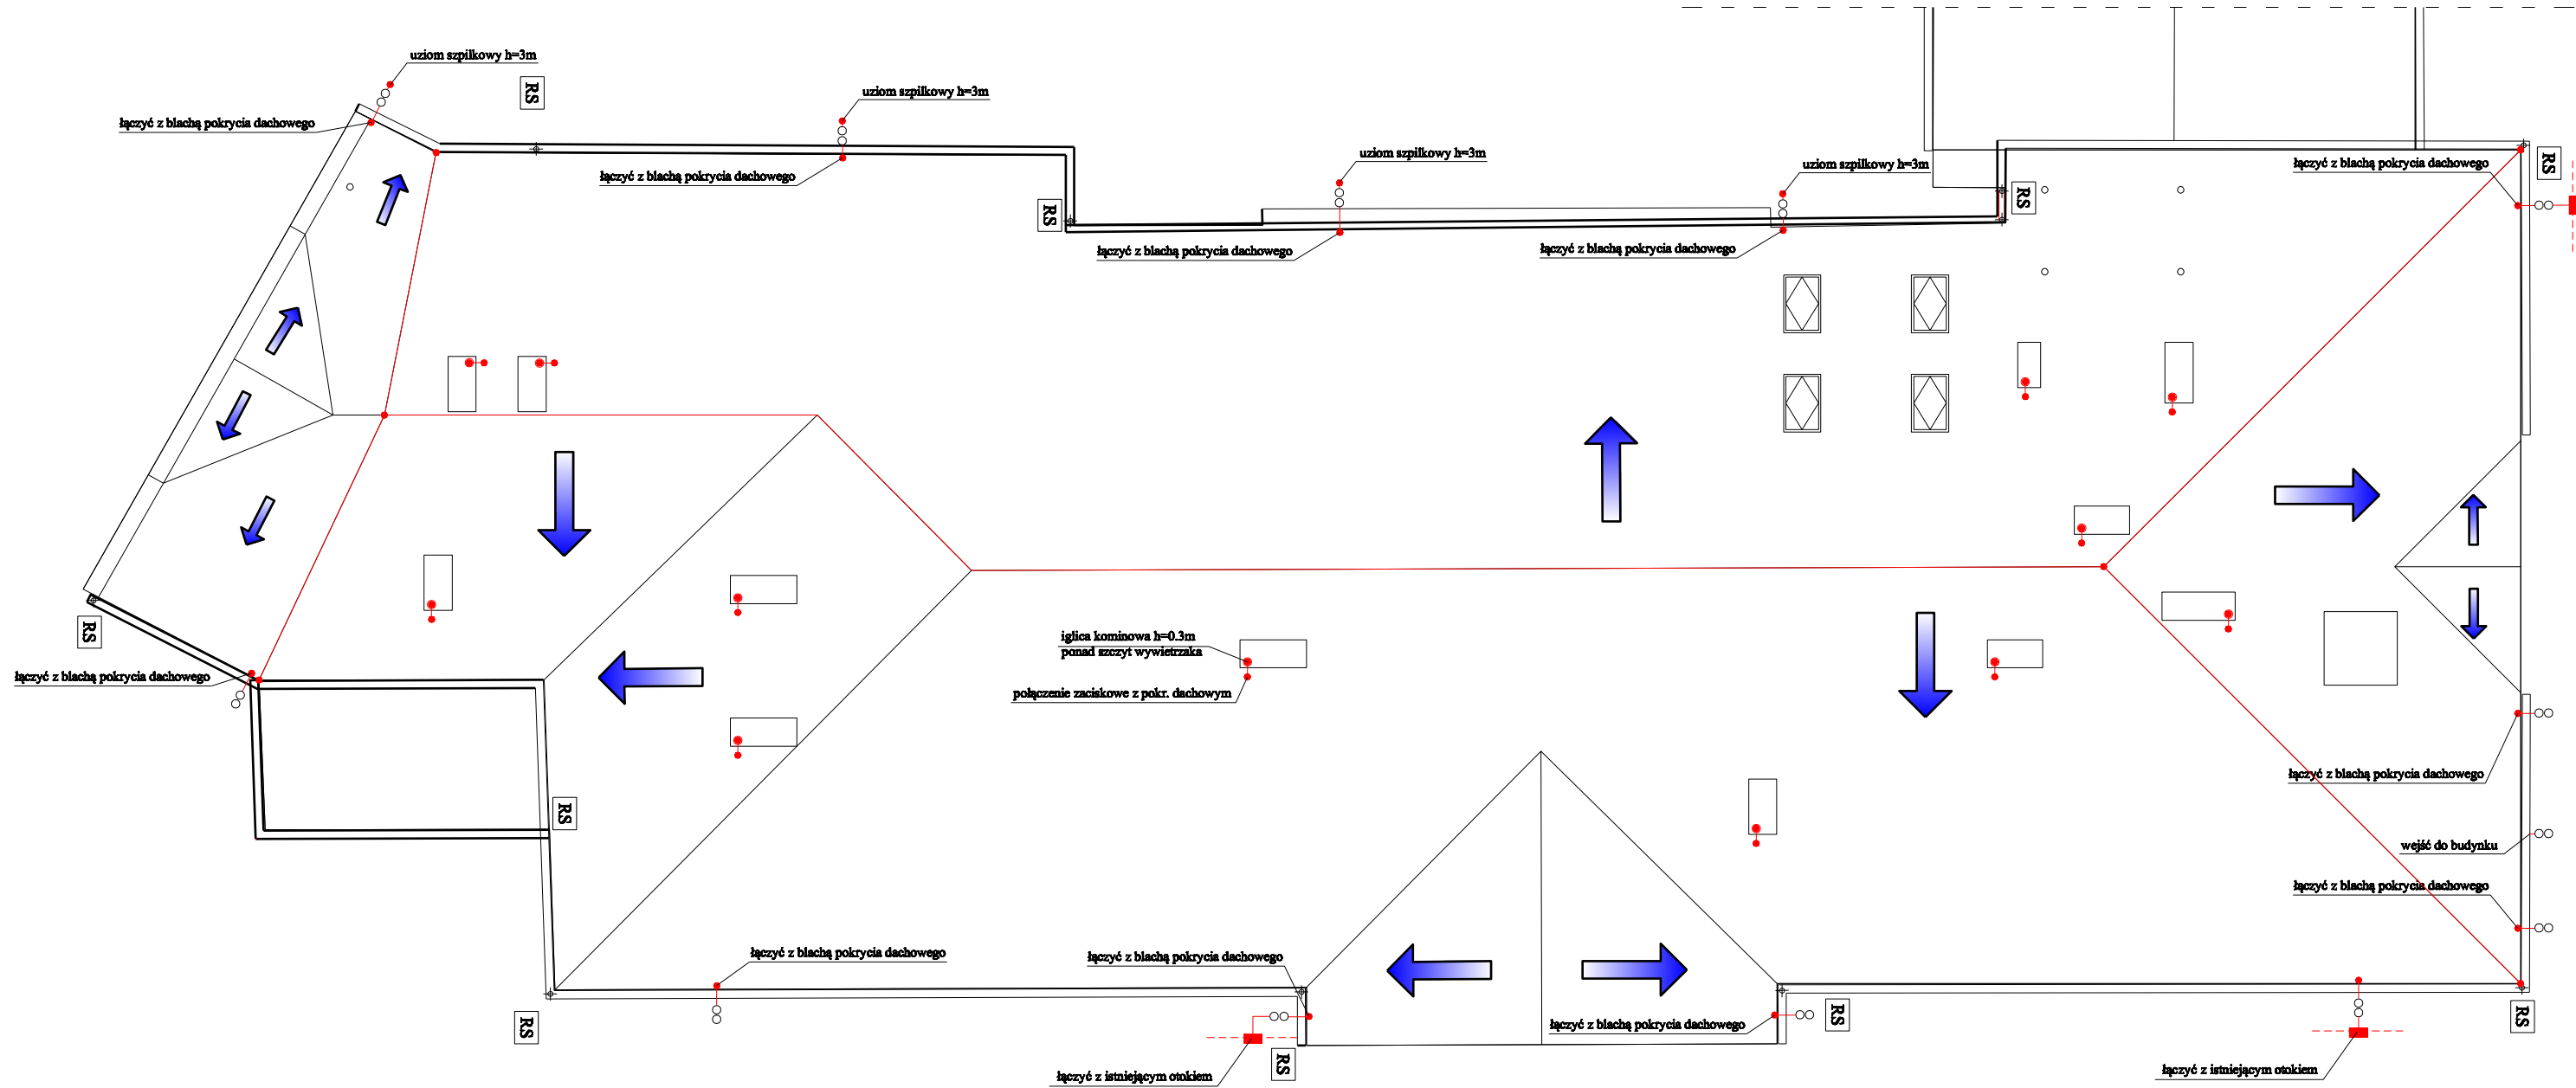 uziom szpilkowy h=3m
RS
uziom szpilkowy h=3m
łączyć z blachą pokrycia dachowego
uziom szpilkowy h=3m
uziom szpilkowy h=3m
łączyć z blachą pokrycia dachowego
RS
łączyć z blachą pokrycia dachowego
RS
RS
łączyć z blachą pokrycia dachowego
łączyć z blachą pokrycia dachowego
RS
iglica kominowa h=0.3m
ponad szczyt wywietrzaka
łączyć z blachą pokrycia dachowego
połączenie zaciskowe z pokr. dachowym
łączyć z blachą pokrycia dachowego
RS
wejść do budynku
łączyć z blachą pokrycia dachowego
łączyć z blachą pokrycia dachowego
łączyć z blachą pokrycia dachowego
RS
łączyć z blachą pokrycia dachowego
RS
RS
RS
łączyć z istniejącym otokiem
łączyć z istniejącym otokiem